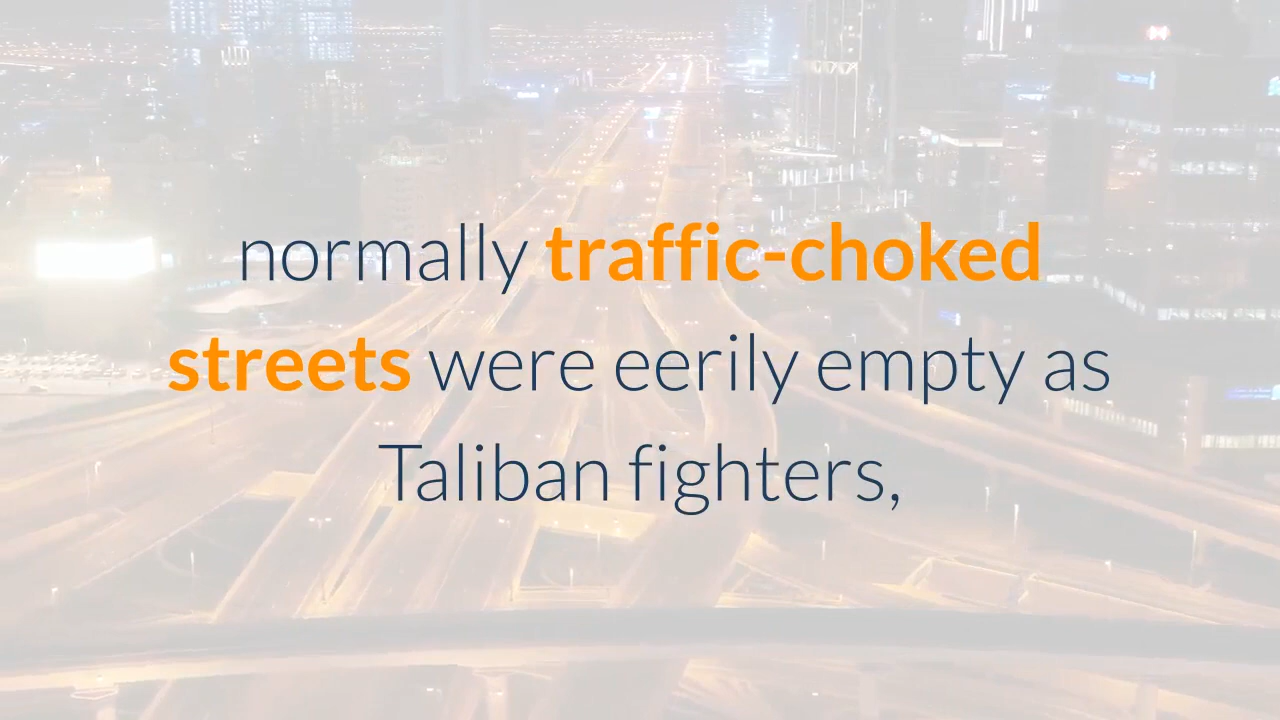 normally traffic-choked
streets were eerily empty as
Taliban fighters,